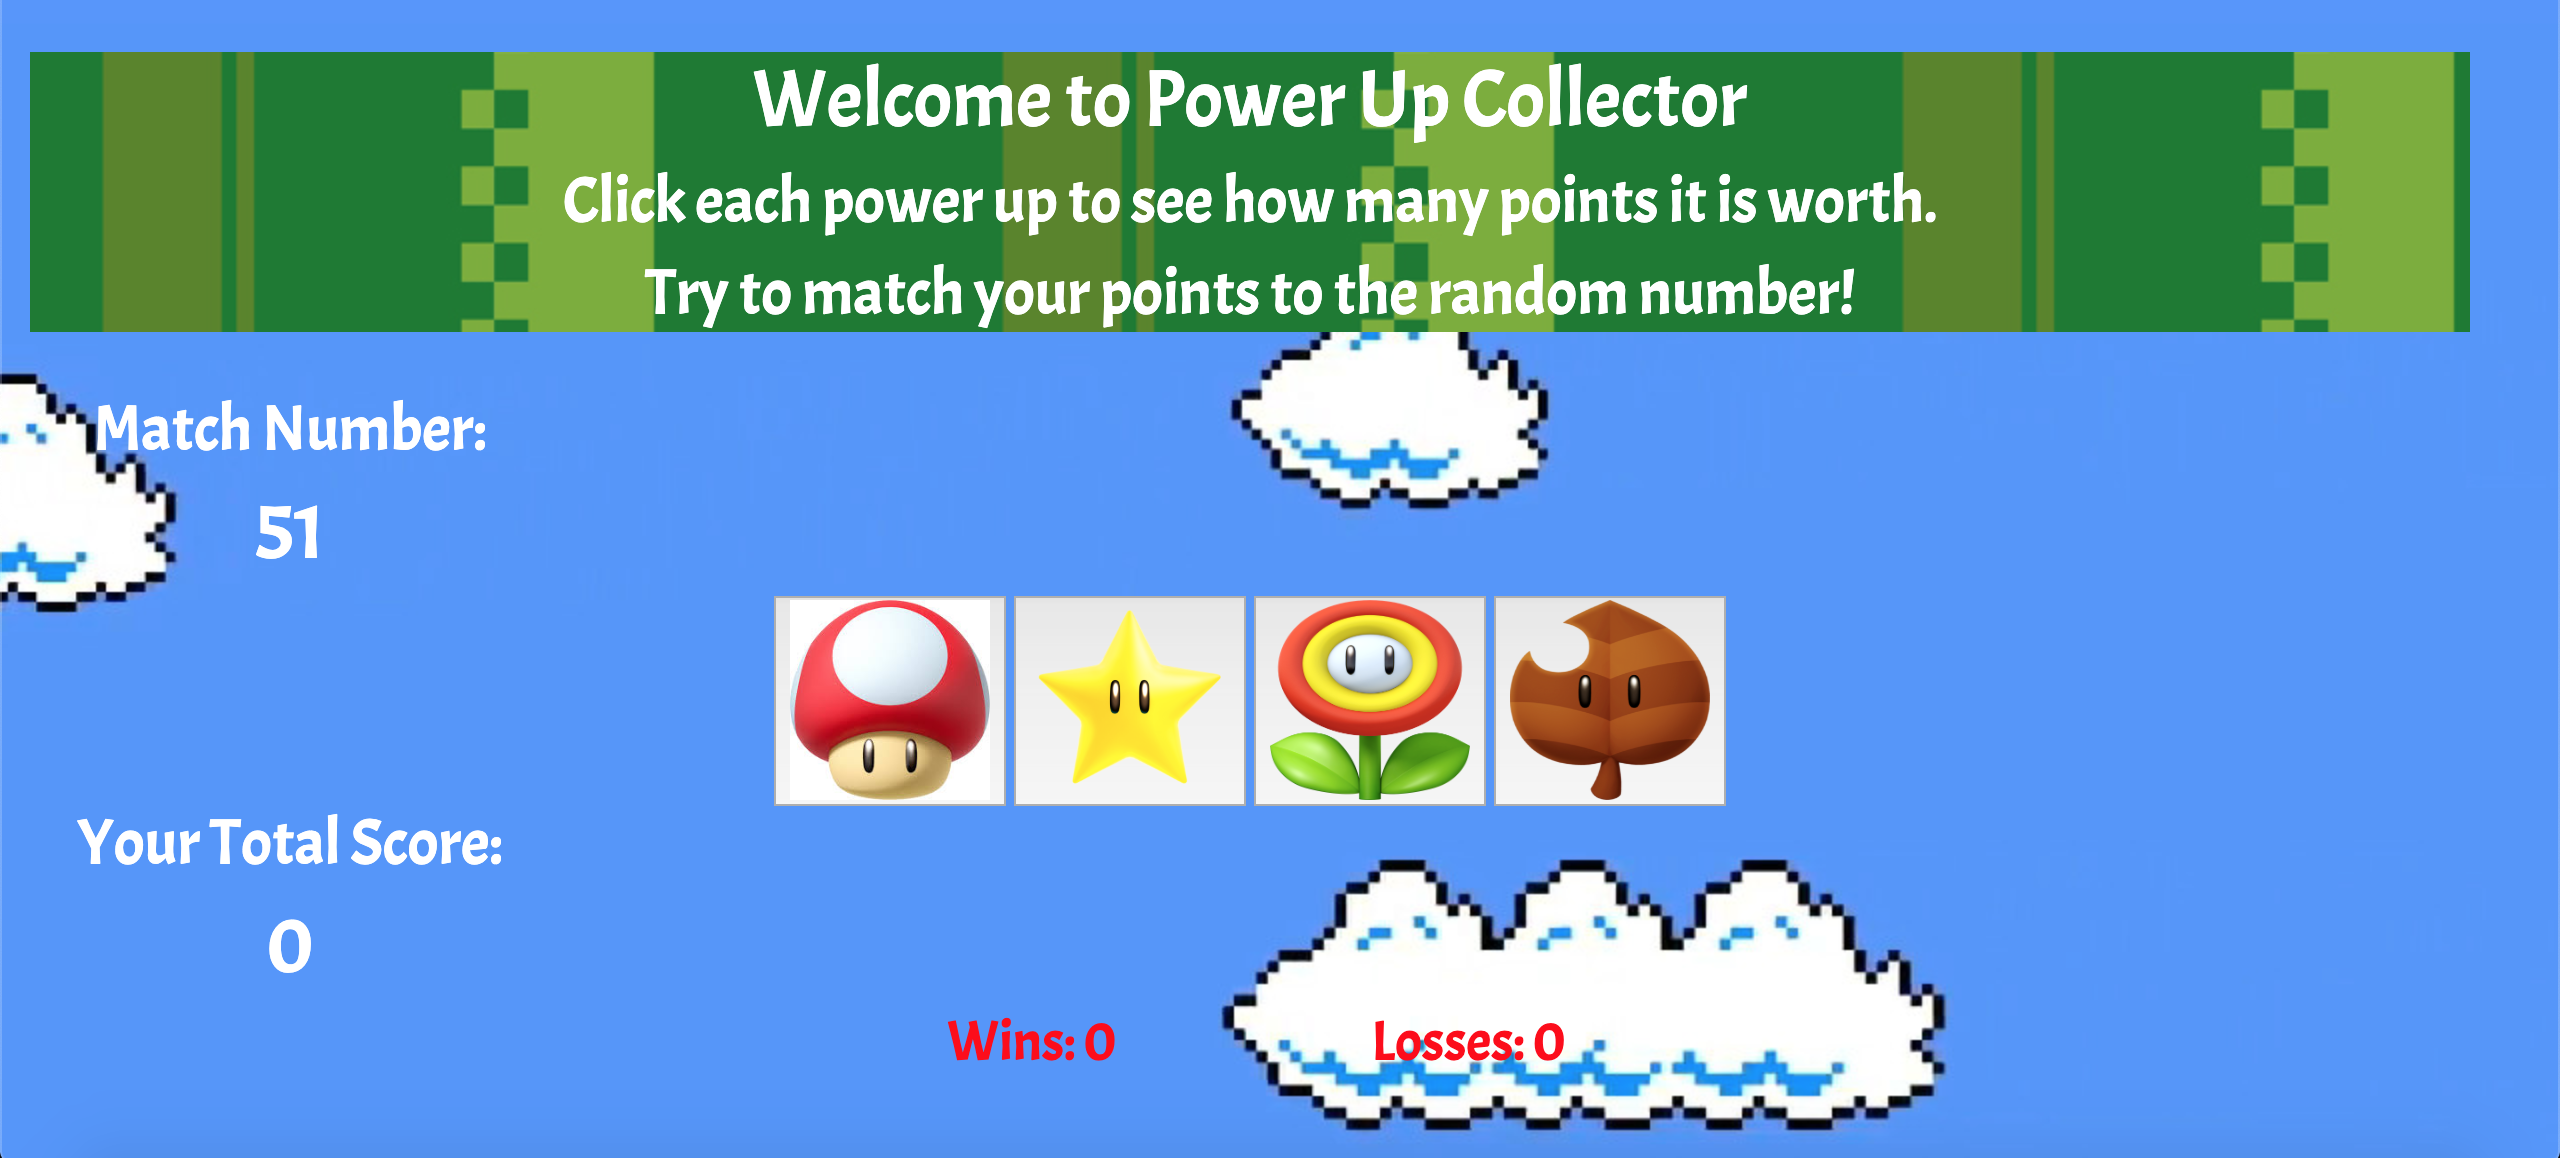 Welcome to Power Up Collector
Click each power up to see how many points it is worth.
Try to match your points to the random number!
Match Number:
51
Your Total Score:
0
Wins: 0
Losses: 0